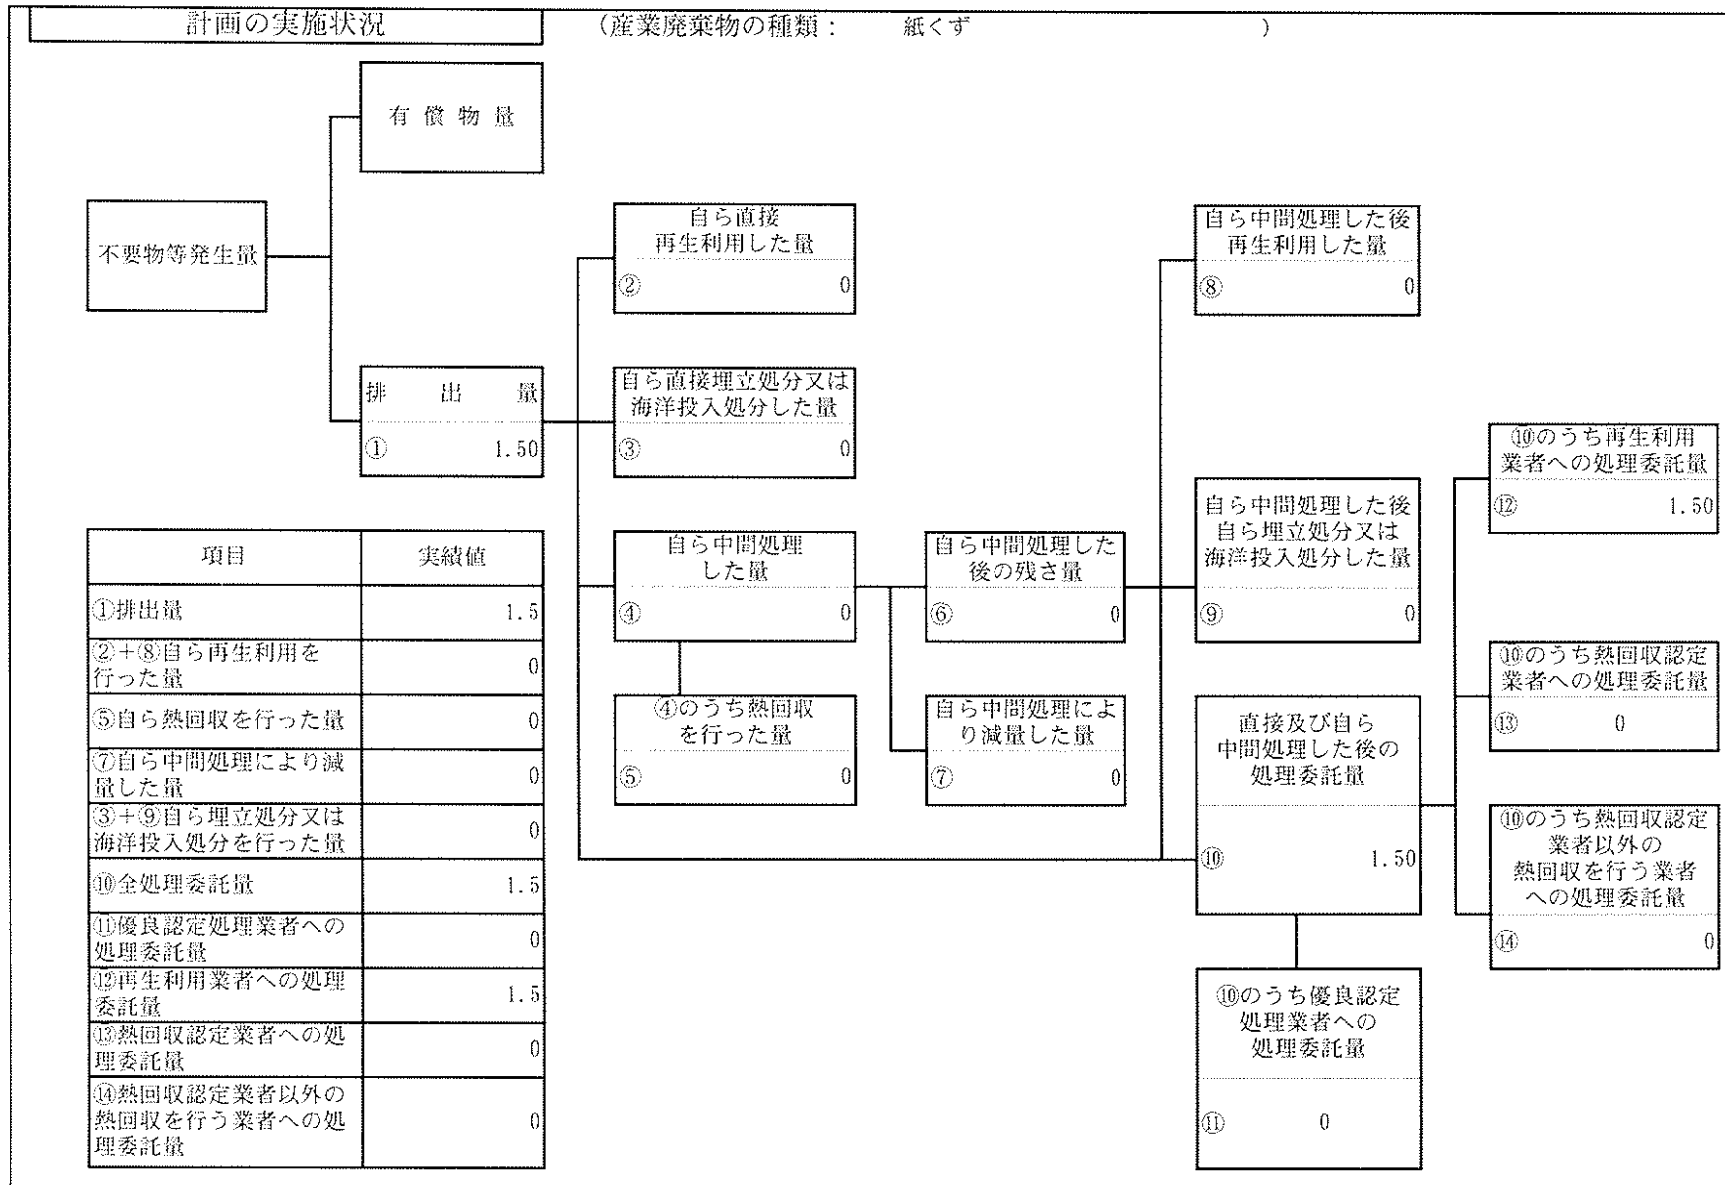 計画の実施状況
(産業廃棄物の種類: 紙くず )
有償物量
不要物等発生量
排出量
① 1.50
自ら直接
再生利用した量
② 0
自ら直接埋立処分又は
海洋投入処分した量
③ 0
自ら中間処理
した量
④ 0
④のうち熱回収
を行った量
⑤ 0
自ら中間処理した
後の残さ量
⑥ 0
自ら中間処理によ
り減量した量
⑦ 0
自ら中間処理した後
再生利用した量
⑧ 0
自ら中間処理した後
自ら埋立処分又は
海洋投入処分した量
⑨ 0
直接及び自ら
中間処理した後の
処理委託量
⑩ 1.50
⑩のうち優良認定
処理業者への
処理委託量
⑪ 0
⑩のうち再生利用
業者への処理委託量
⑫ 1.50
⑩のうち熱回収認定
業者への処理委託量
⑬ 0
⑩のうち熱回収認定
業者以外の
熱回収を行う業者
への処理委託量
⑭ 0
項目 実績値
①排出量 1.5
②+⑧自ら再生利用を
行った量 0
⑤自ら熱回収を行った量 0
⑦自ら中間処理により減
量した量 0
③+⑨自ら埋立処分又は
海洋投入処分を行った量 0
⑩全処理委託量 1.5
⑪優良認定処理業者への
処理委託量 0
⑫再生利用業者への処理
委託量 1.5
⑬熱回収認定業者への処
理委託量 0
⑭熱回収認定業者以外の
熱回収を行う業者への処
理委託量 0